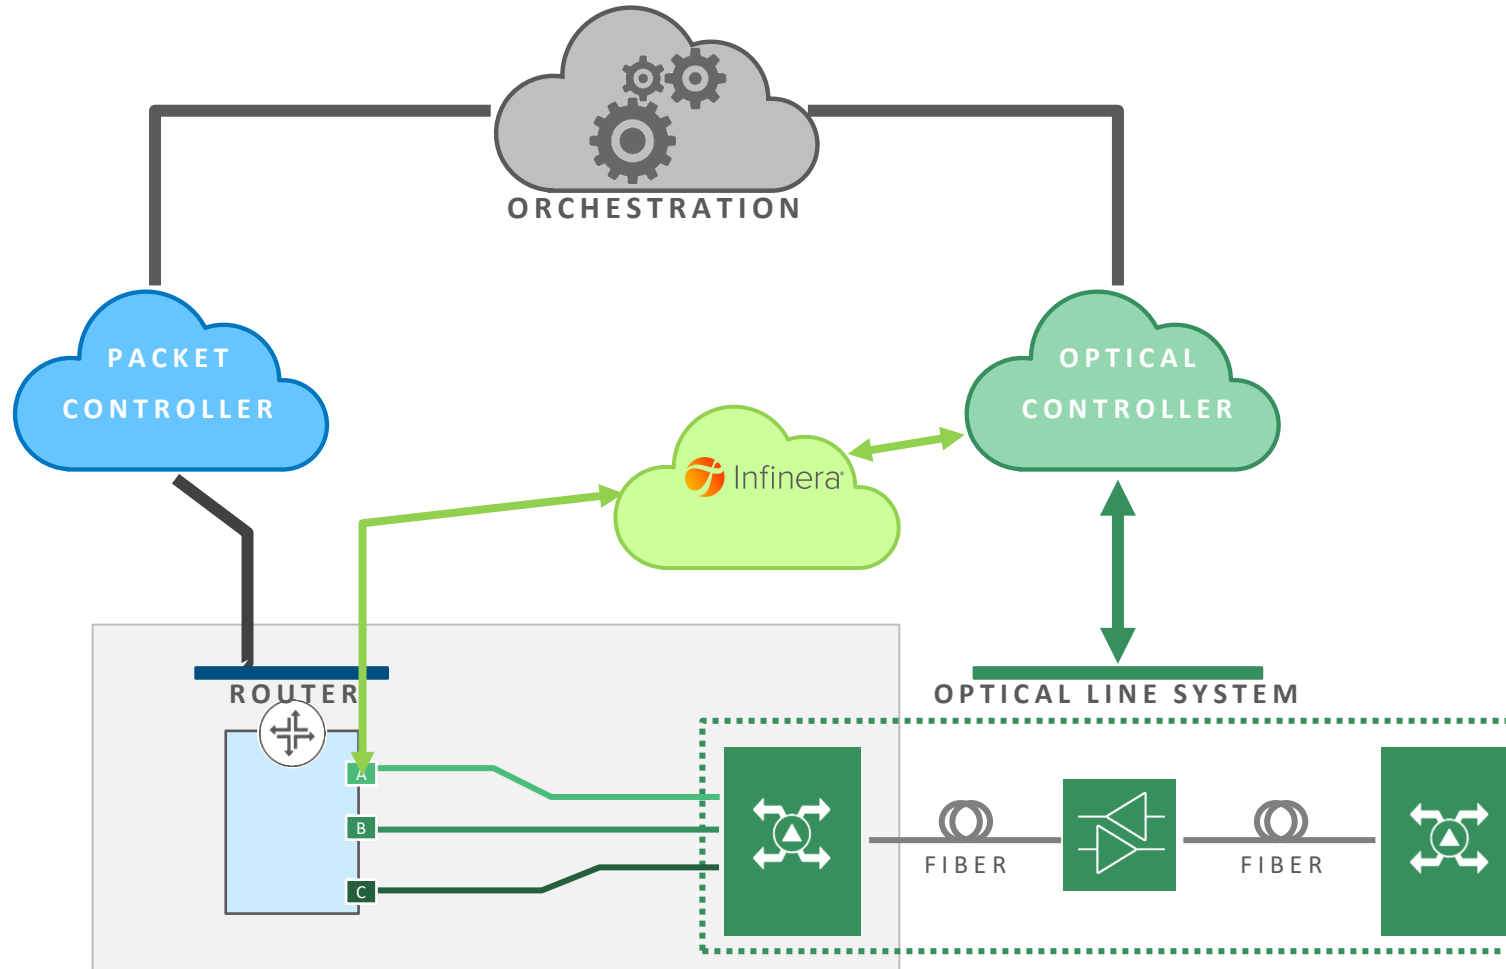 ORCHESTRATION
PACKET
CONTROLLER
OPTICAL
CONTROLLER
Infinera®
ROUTER
OPTICAL LINE SYSTEM
A
B
C
FIBER
FIBER